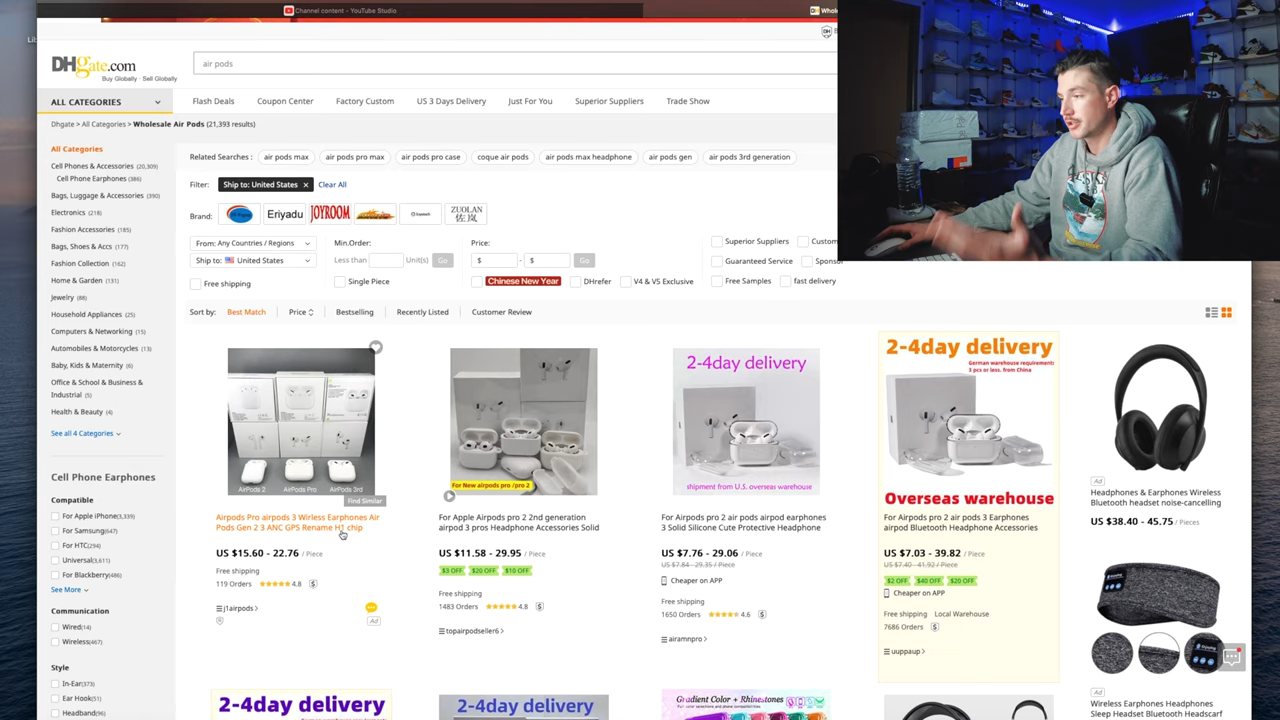 Channel content - YouTube Studio
DHgate.com
Buy Globally · Sell Globally
air pods
ALL CATEGORIES
Flash Deals
Coupon Center
Factory Custom
US 3 Days Delivery
Just For You
Superior Suppliers
Trade Show
Dhgate > All Categories > Wholesale Air Pods (21,393 results)
All Categories
Cell Phones & Accessories (20,309)
Cell Phone Earphones (386)
Bags, Luggage & Accessories (390)
Electronics (218)
Fashion Accessories (185)
Bags, Shoes & Accs (177)
Fashion Collection (162)
Home & Garden (131)
Jewelry (88)
Household Appliances (25)
Computers & Networking (15)
Automobiles & Motorcycles (13)
Baby, Kids & Maternity (6)
Office & School & Business &
Industrial (5)
Health & Beauty (4)
See all 4 Categories
Cell Phone Earphones
Compatible
For Apple iPhone(3,339)
For Samsung(647)
For HTC(294)
Universal(3,611)
For Blackberry(486)
See More
Communication
Wired(14)
Wireless(467)
Style
In-Ear(373)
Ear Hook(51)
Headband(96)
Related Searches :
air pods max
air pods pro max
air pods pro case
coque air pods
air pods max headphone
air pods gen
air pods 3rd generation
Filter:
Ship to: United States ×
Clear All
Brand:
Eriyadu
JOYROOM
ZUOLAN
佐岚
From: Any Countries / Regions
Ship to: United States
Free shipping
Min.Order:
Less than
Unit(s)
Go
Single Piece
Price:
$ - $
Go
Chinese New Year
DHrefer
V4 & VS Exclusive
Superior Suppliers
Custom
Guaranteed Service
Sponso
Free Samples
fast delivery
Sort by:
Best Match
Price
Bestselling
Recently Listed
Customer Review
AirPods 2
AirPods Pro
AirPods 3rd
Find Similar
Airpods Pro airpods 3 Wirless Earphones Air
Pods Gen 2 3 ANC GPS Rename H1 chip
US $15.60 - 22.76 / Piece
Free shipping
119 Orders
4.8
j1airpods >
Ad
For New airpods pro /pro 2
For Apple Airpods pro 2 2nd generation
airpod 3 pros Headphone Accessories Solid
US $11.58 - 29.95 / Piece
$3 OFF
$20 OFF
$10 OFF
Free shipping
1483 Orders
4.8
topairpodseller6 >
2-4day delivery
shipment from U.S. overseas warehouse
For Airpods pro 2 air pods airpod earphones
3 Solid Silicone Cute Protective Headphone
US $7.76 - 29.06 / Piece
US $7.84 - 29.35 / Piece
Cheaper on APP
Free shipping
1650 Orders
4.6
airamnpro >
2-4day delivery
German warehouse requirements
3 pcs or less. from China
Overseas warehouse
For Airpods pro 2 air pods 3 Earphones
airpod Bluetooth Headphone Accessories
US $7.03 - 39.82 / Piece
US $7.40 - 41.92 / Piece
$2 OFF
$40 OFF
$20 OFF
Cheaper on APP
Free shipping
Local Warehouse
7686 Orders
uuppaup >
Ad
Headphones & Earphones Wireless
Bluetooth headset noise-cancelling
US $38.40 - 45.75 / Pieces
Ad
Wireless Earphones Headphones
Sleep Headset Bluetooth Headscarf
2-4day delivery
2-4day delivery
Gradient Color + Rhinestones